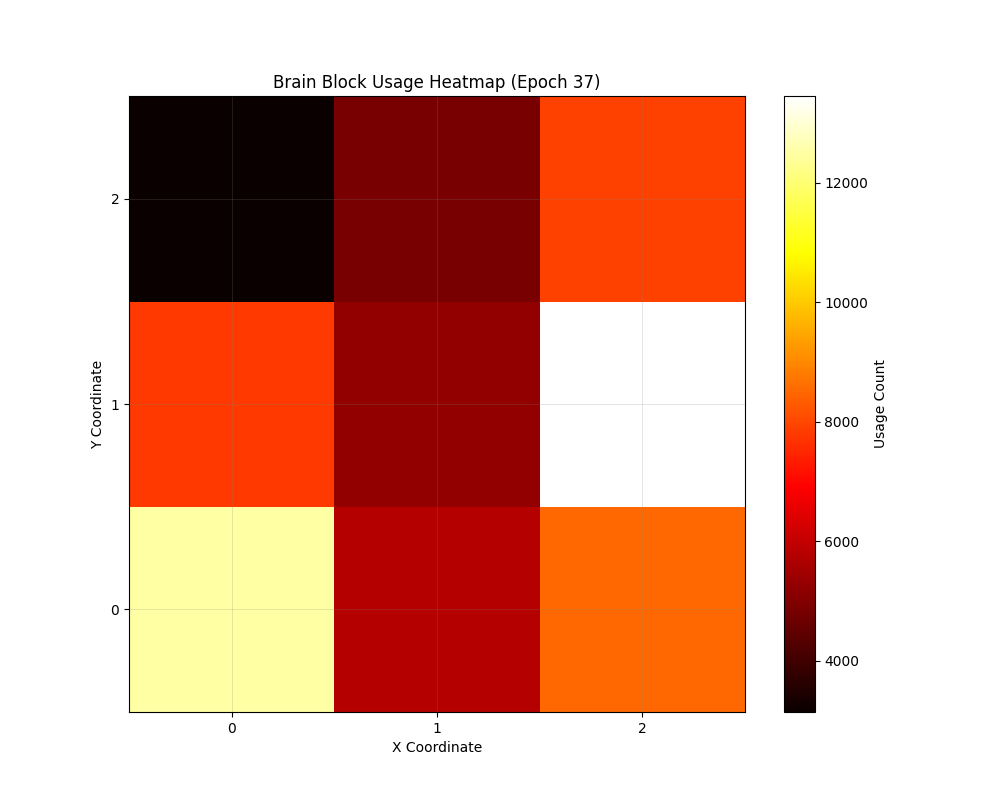 Brain Block Usage Heatmap (Epoch 37)
2
1
0
Y Coordinate
0 1 2
X Coordinate
12000
10000
8000
6000
4000
Usage Count